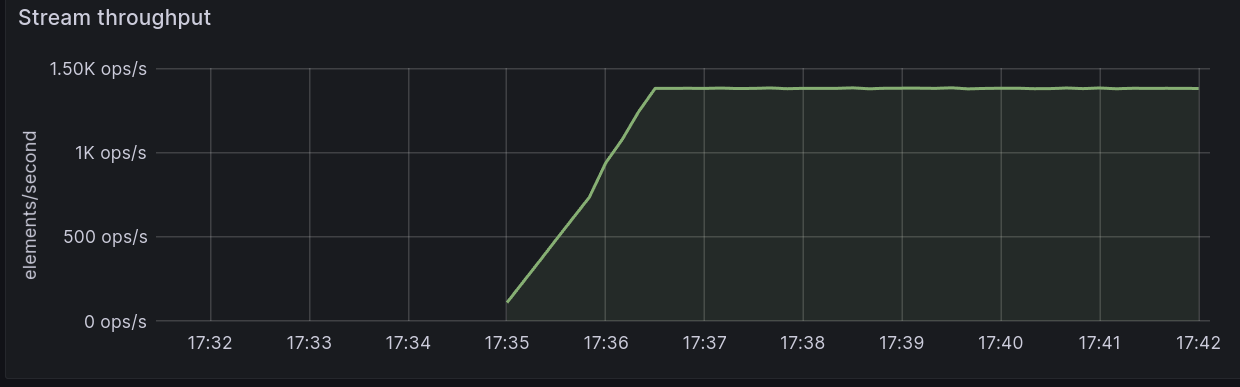 Stream throughput
1.50K ops/s
1K ops/s
500 ops/s
0 ops/s
elements/second
17:32 17:33 17:34 17:35 17:36 17:37 17:38 17:39 17:40 17:41 17:42